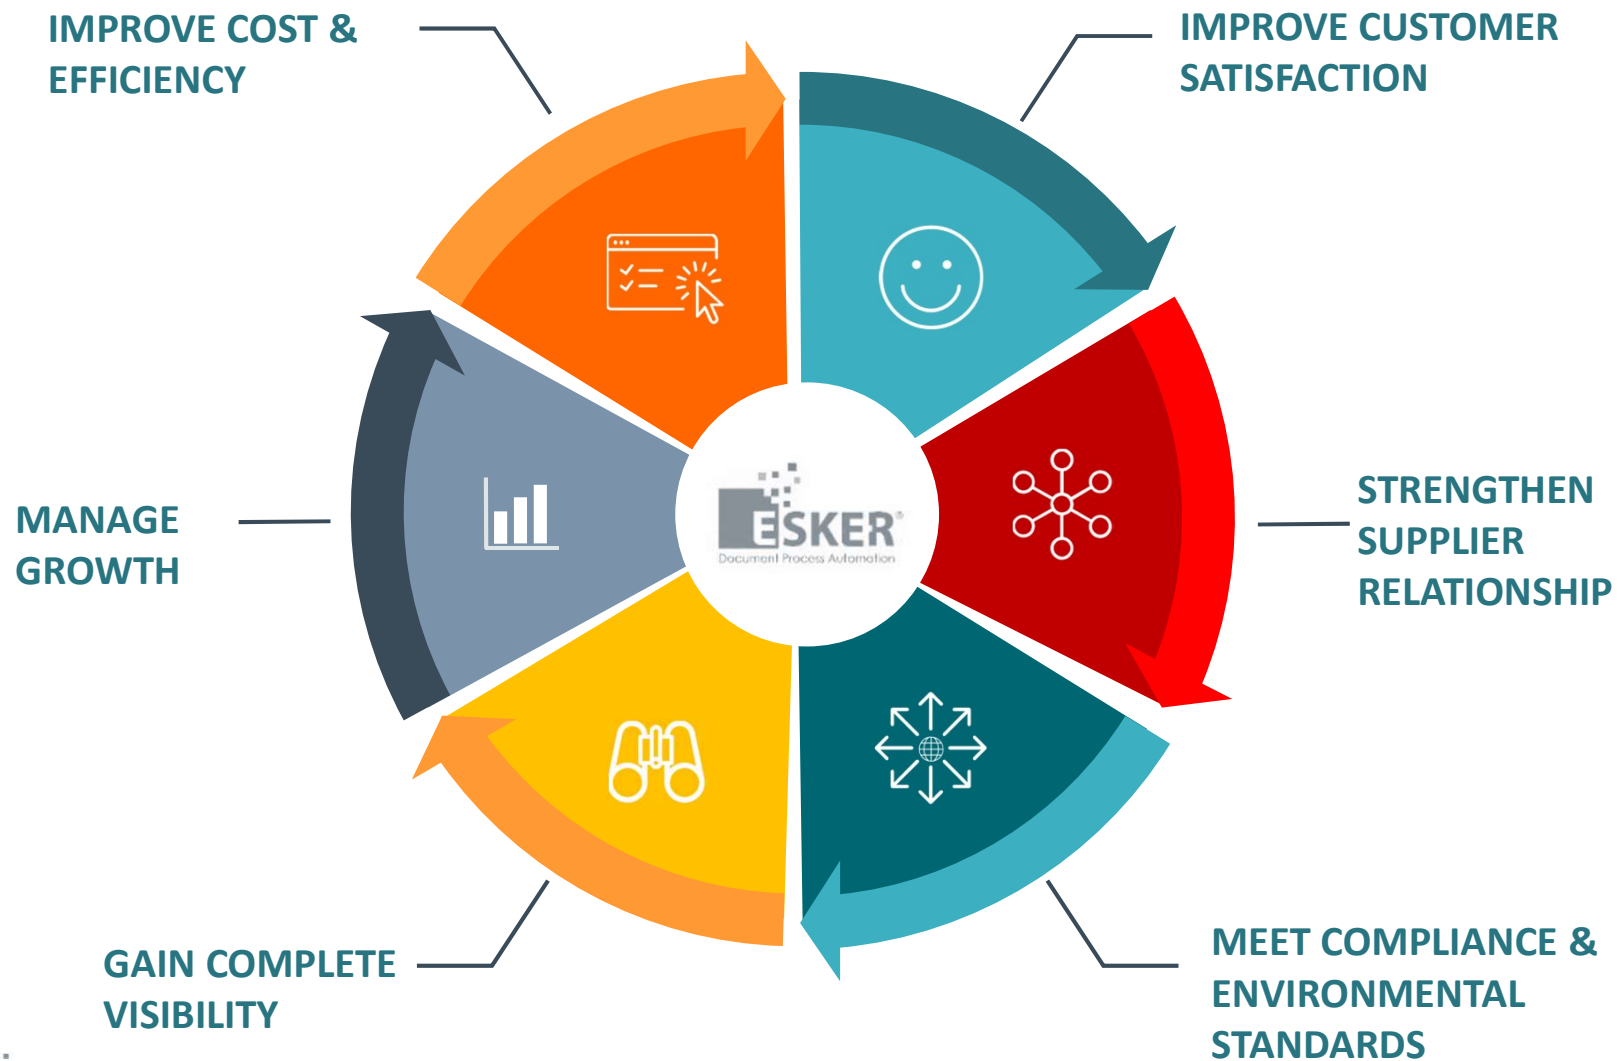 IMPROVE COST &
EFFICIENCY
IMPROVE CUSTOMER
SATISFACTION
MANAGE
GROWTH
ESKER®
Document Process Automation
STRENGTHEN
SUPPLIER
RELATIONSHIP
GAIN COMPLETE
VISIBILITY
MEET COMPLIANCE &
ENVIRONMENTAL
STANDARDS